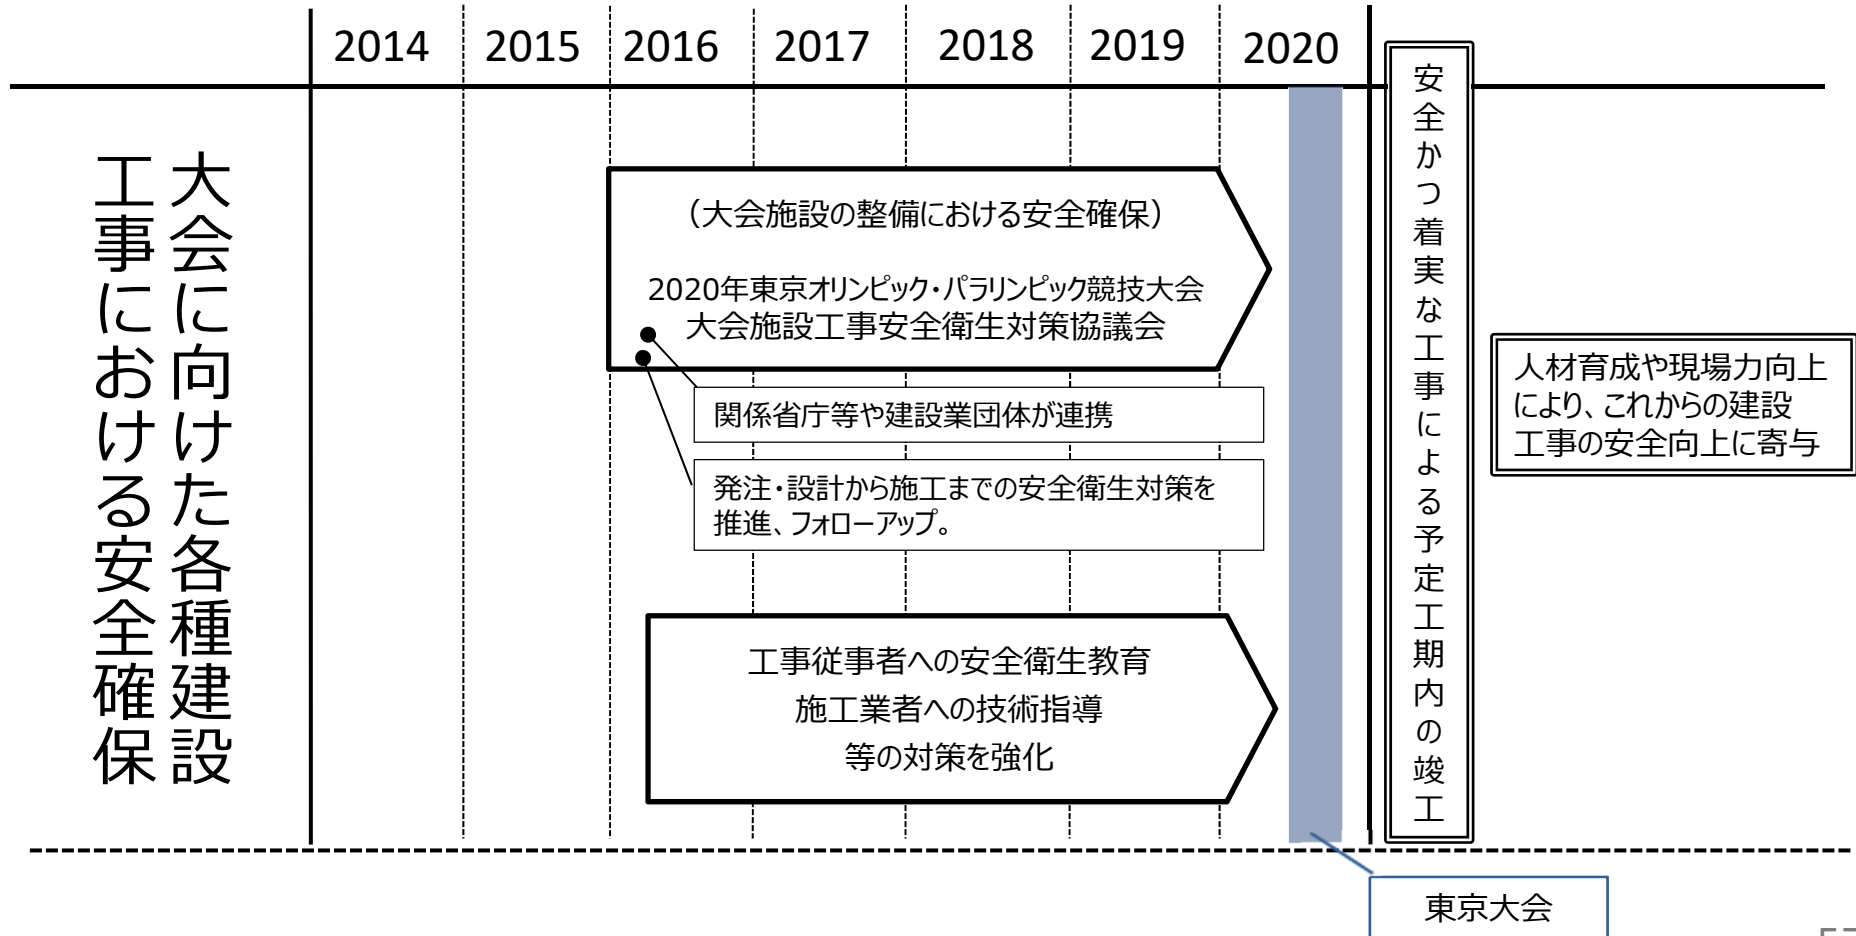 2014
2015
2016
2017
2018
2019
2020
大会に向けた各種建設
工事における安全確保
（大会施設の整備における安全確保）
2020年東京オリンピック・パラリンピック競技大会
大会施設工事安全衛生対策協議会
関係省庁等や建設業団体が連携
発注・設計から施工までの安全衛生対策を
推進、フォローアップ。
工事従事者への安全衛生教育
施工業者への技術指導
等の対策を強化
安全かつ着実な工事による予定工期内の竣工
人材育成や現場力向上
により、これからの建設
工事の安全向上に寄与
東京大会